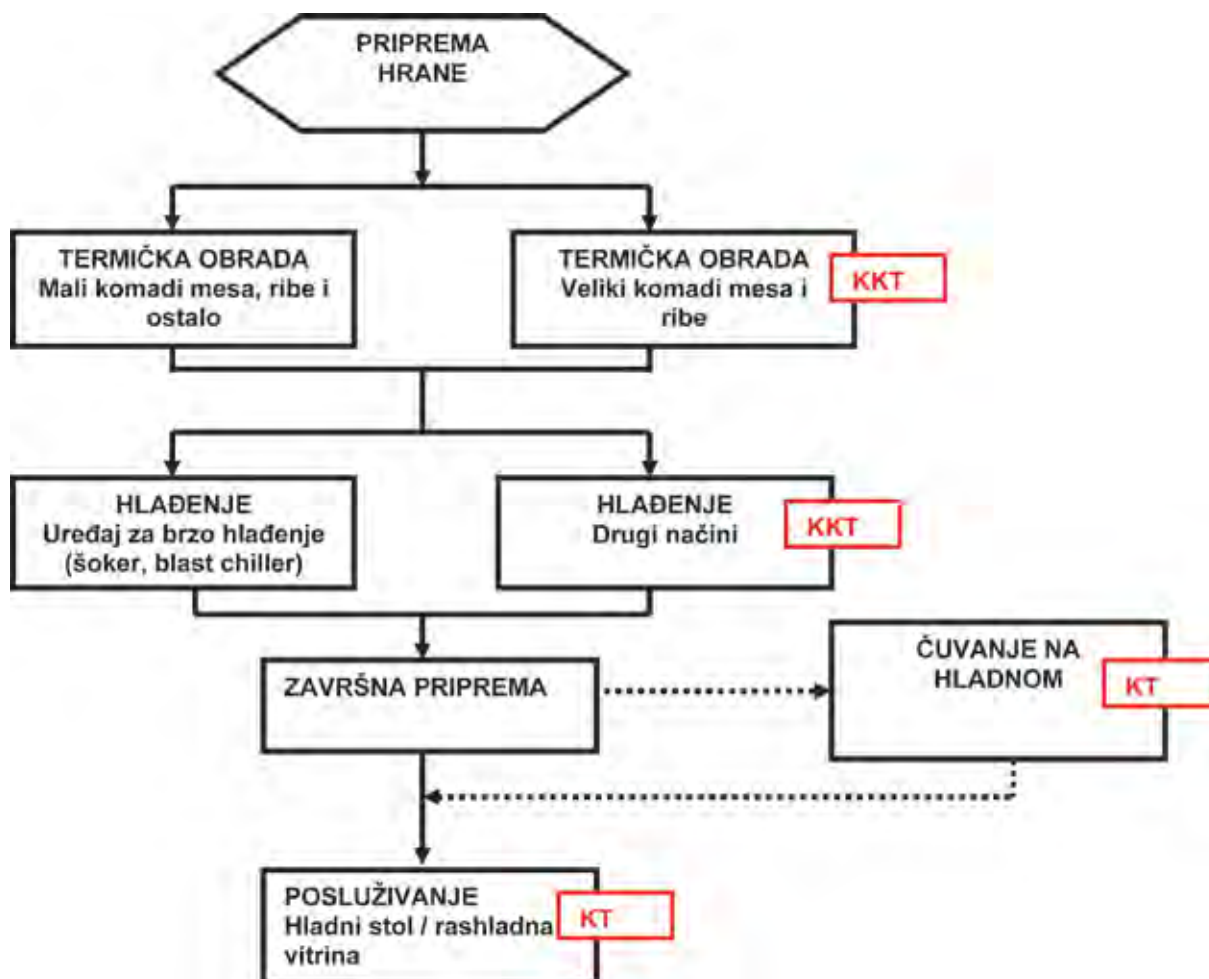 PRIPREMA
HRANE
TERMIČKA OBRADA
Mali komadi mesa, ribe i
ostalo
TERMIČKA OBRADA
Veliki komadi mesa i
ribe
KKT
HLAĐENJE
Uređaj za brzo hlađenje
(šoker, blast chiller)
HLAĐENJE
Drugi načini
KKT
ZAVRŠNA PRIPREMA
ČUVANJE NA
HLADNOM
KT
POSLUŽIVANJE
Hladni stol / rashladna
vitrina
KT